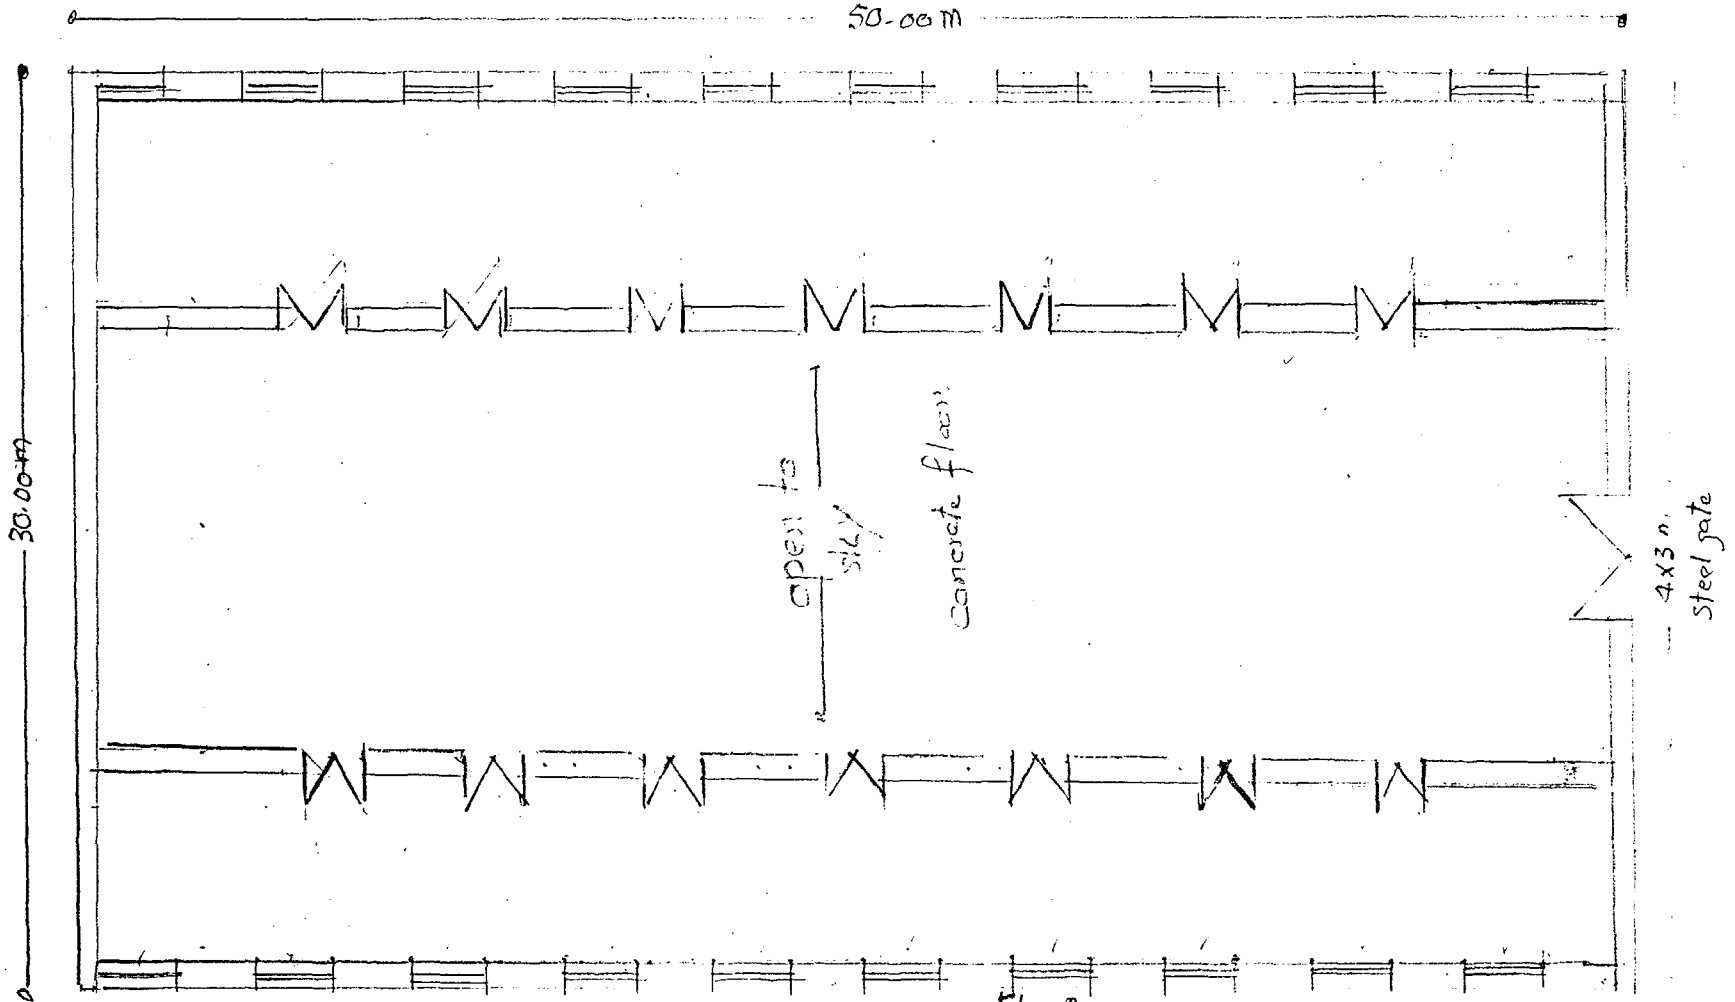 50.00m
30.00m
open to
sky
concrete floor
4x3 m.
steel gate